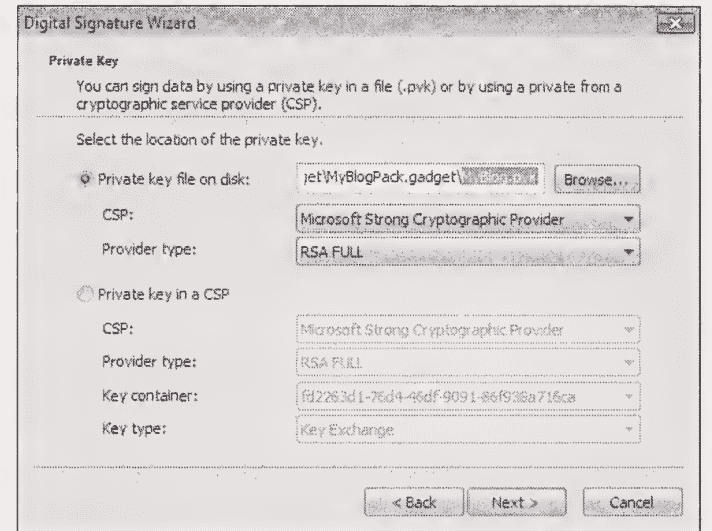 Digital Signature Wizard
Private Key
You can sign data by using a private key in a file (.pvk) or by using a private from a
cryptographic service provider (CSP).
Select the location of the private key.
Private key file on disk: jet\MyBlogPack.gadget\ Browse...
CSP: Microsoft Strong Cryptographic Provider
Provider type: RSA FULL
Private key in a CSP
CSP: Microsoft Strong Cryptographic Provider
Provider type: RSA FULL
Key container: fd2263d1-76d4-46df-9091-86f938a716ca
Key type: Key Exchange
< Back Next > Cancel